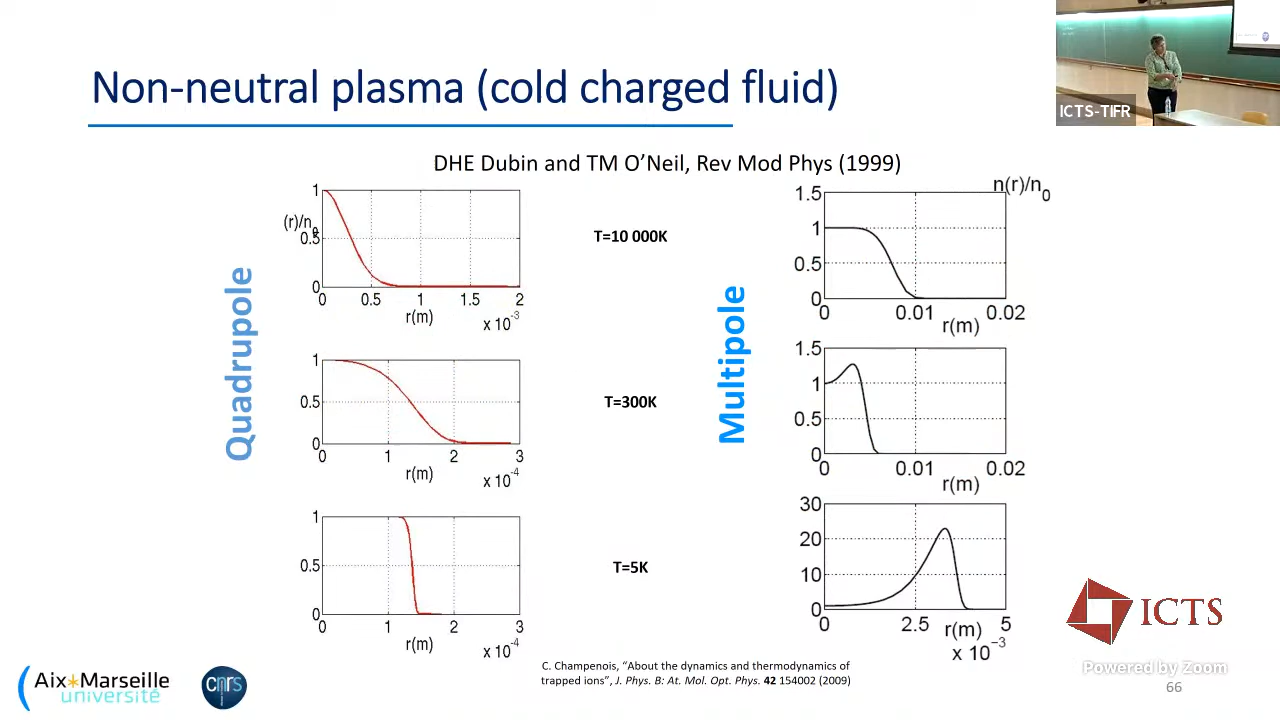 Non-neutral plasma (cold charged fluid)
ICTS-TIFR
DHE Dubin and TM O’Neil, Rev Mod Phys (1999)
Quadrupole
1
(r)/n0
0.5
0
0 0.5 1 1.5 2
r(m)
x 10-3
T=10 000K
1
0.5
0
0 1 2 3
r(m)
x 10-4
T=300K
1
0.5
0
0 1 2 3
r(m)
x 10-4
T=5K
Multipole
n(r)/n0
1.5
1
0.5
0
0 0.01 0.02
r(m)
1.5
1
0.5
0
0 0.01 0.02
r(m)
30
20
10
0
0 2.5 r(m) 5
x 10−3
C. Champenois, “About the dynamics and thermodynamics of
trapped ions”, J. Phys. B: At. Mol. Opt. Phys. 42 154002 (2009)
Aix*Marseille
université
cnrs
ICTS
Powered by Zoom
66